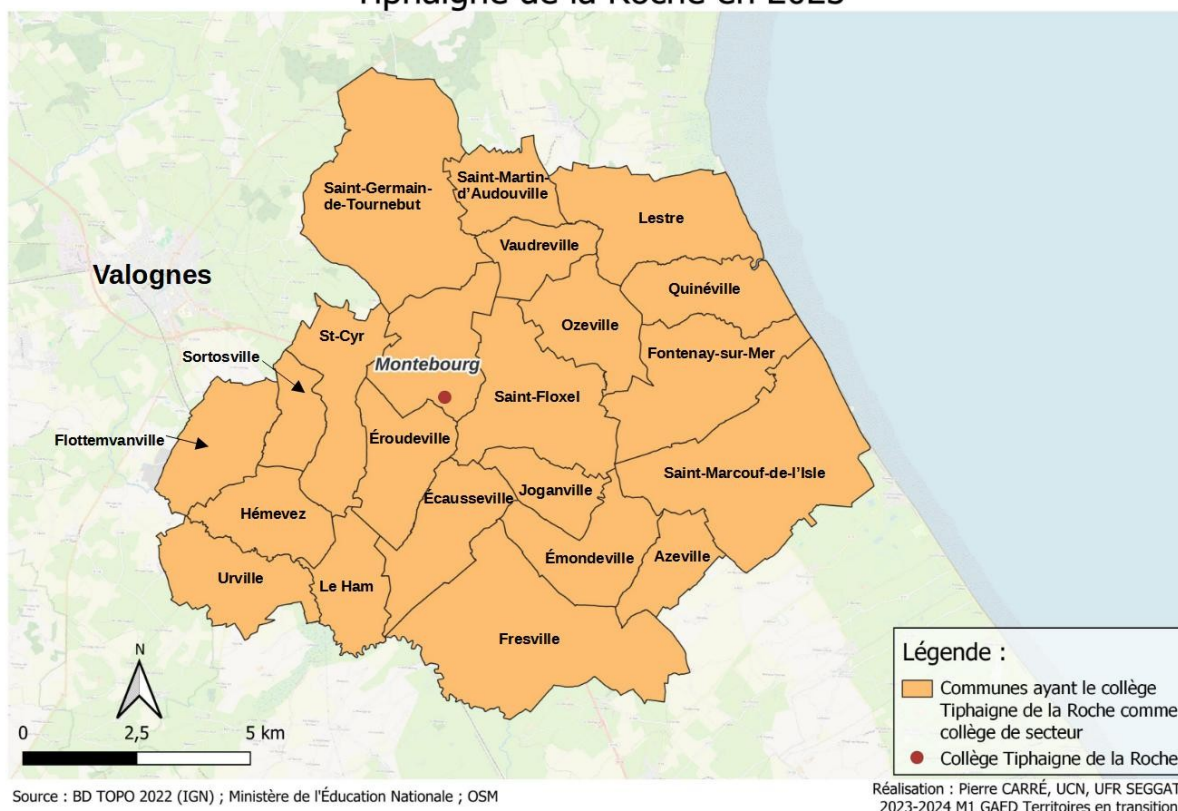 Tiphaigne de la Roche en 2023
Saint-Germain-
de-Tournebut
Saint-Martin-
d'Audouville
Lestre
Vaudreville
Valognes
Quinéville
Ozeville
St-Cyr
Fontenay-sur-Mer
Sortosville
Montebourg
Saint-Floxel
Flottemvanville
Éroudeville
Saint-Marcouf-de-l'Isle
Écausseville
Joganville
Hémevez
Émondeville
Azeville
Urville
Le Ham
Fresville
N
0 2,5 5 km
Légende :
Communes ayant le collège
Tiphaigne de la Roche comme
collège de secteur
Collège Tiphaigne de la Roche
Source : BD TOPO 2022 (IGN) ; Ministère de l'Éducation Nationale ; OSM
Réalisation : Pierre CARRÉ, UCN, UFR SEGGAT
2023-2024 M1 GAED Territoires en transition